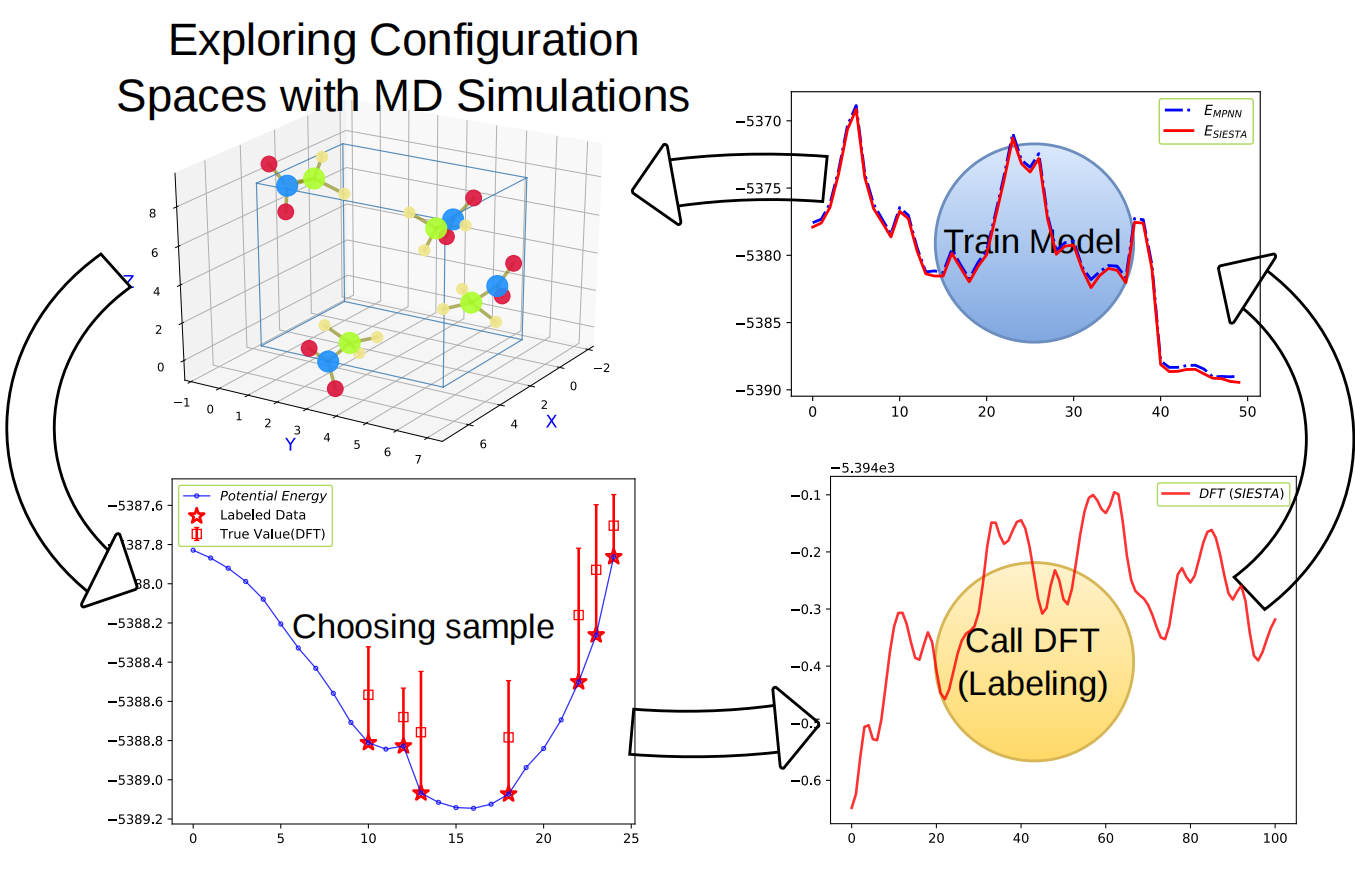 Exploring Configuration
Spaces with MD Simulations
8
6
Z
4
2
0
−1 0 1 2 3 4 5 6 7
Y
6 4 2 0 −2
X
E_MPNN
E_SIESTA
−5370
−5375
−5380
−5385
−5390
Train Model
0 10 20 30 40 50
Potential Energy
Labeled Data
True Value(DFT)
−5387.6
5387.8
88.0
−5388.2
−5388.4
−5388.6
−5388.8
−5389.0
−5389.2
Choosing sample
0 5 10 15 20 25
−5.394e3
DFT (SIESTA)
−0.1
−0.2
−0.3
−0.4
−0.5
−0.6
Call DFT
(Labeling)
0 20 40 60 80 100